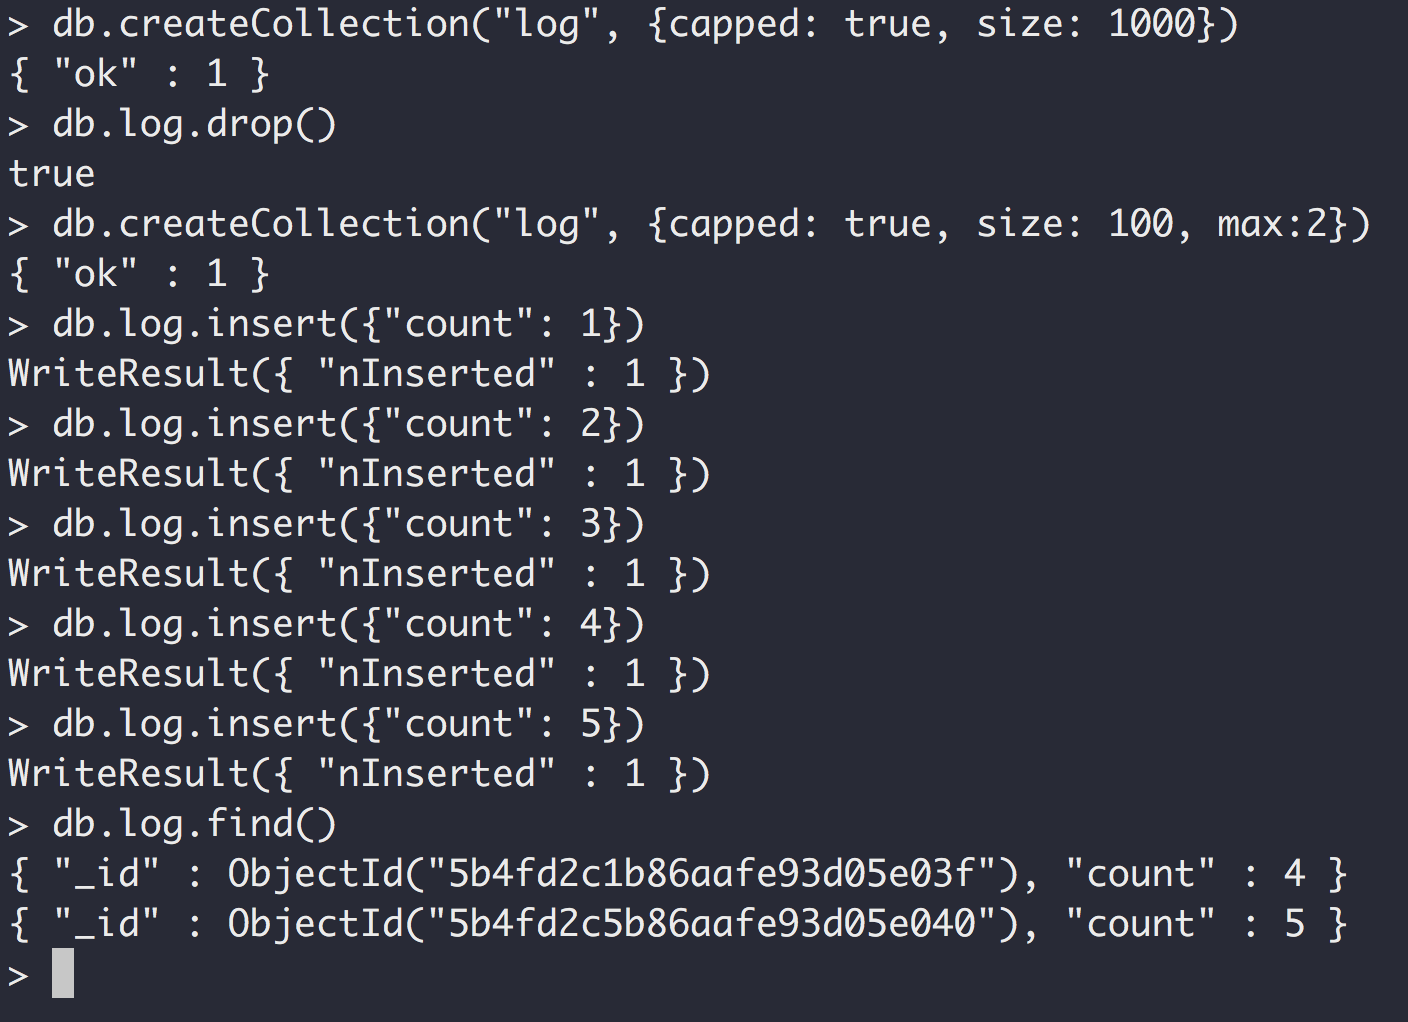 > db.createCollection("log", {capped: true, size: 1000})
{ "ok" : 1 }
> db.log.drop()
true
> db.createCollection("log", {capped: true, size: 100, max:2})
{ "ok" : 1 }
> db.log.insert({"count": 1})
WriteResult({ "nInserted" : 1 })
> db.log.insert({"count": 2})
WriteResult({ "nInserted" : 1 })
> db.log.insert({"count": 3})
WriteResult({ "nInserted" : 1 })
> db.log.insert({"count": 4})
WriteResult({ "nInserted" : 1 })
> db.log.insert({"count": 5})
WriteResult({ "nInserted" : 1 })
> db.log.find()
{ "_id" : ObjectId("5b4fd2c1b86aafe93d05e03f"), "count" : 4 }
{ "_id" : ObjectId("5b4fd2c5b86aafe93d05e040"), "count" : 5 }
>